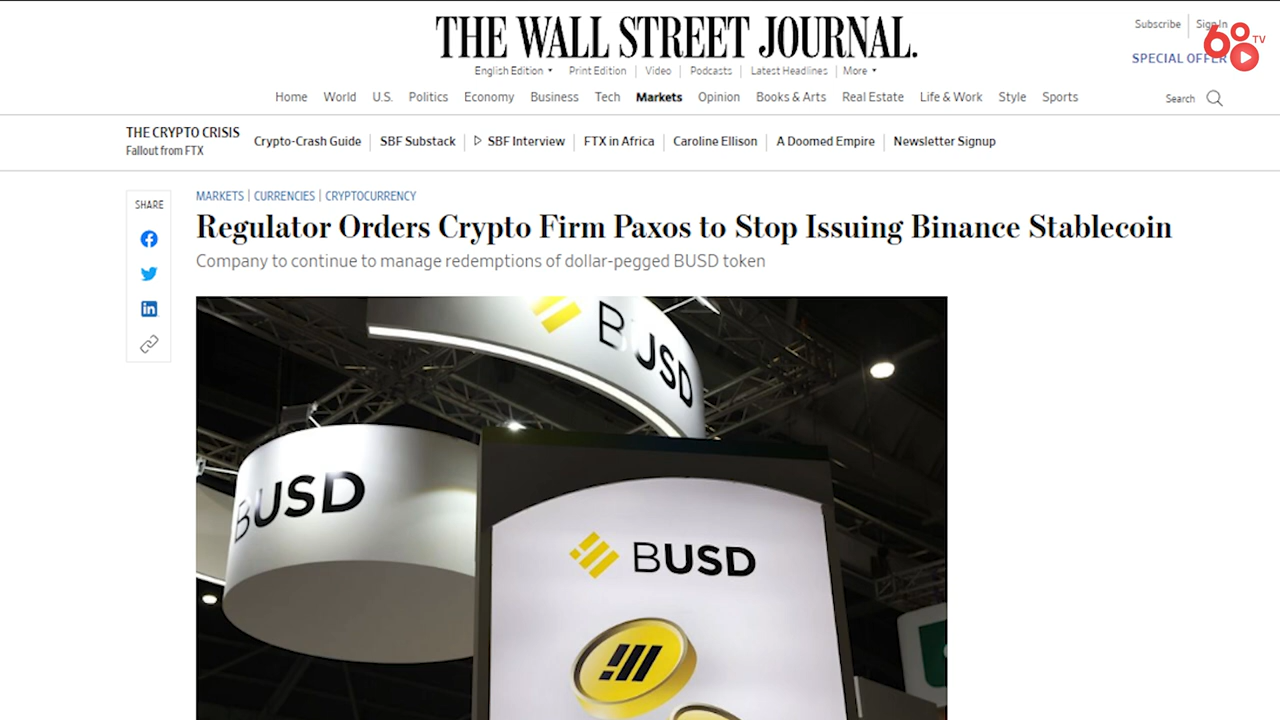 THE WALL STREET JOURNAL.
Subscribe
Sign In
SPECIAL OFFER
68 TV
English Edition
Print Edition
Video
Podcasts
Latest Headlines
More
Home World U.S. Politics Economy Business Tech Markets Opinion Books & Arts Real Estate Life & Work Style Sports
Search
THE CRYPTO CRISIS
Fallout from FTX
Crypto-Crash Guide
SBF Substack
SBF Interview
FTX in Africa
Caroline Ellison
A Doomed Empire
Newsletter Signup
SHARE
MARKETS | CURRENCIES | CRYPTOCURRENCY
Regulator Orders Crypto Firm Paxos to Stop Issuing Binance Stablecoin
Company to continue to manage redemptions of dollar-pegged BUSD token
BUSD
BUSD
BUSD